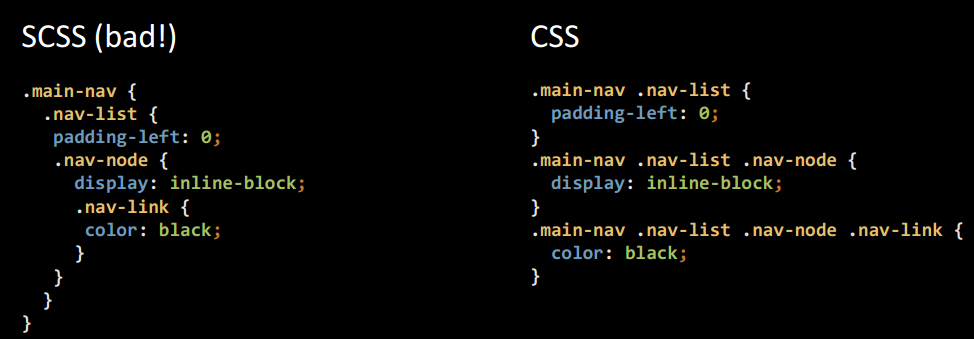 SCSS (bad!)
.main-nav {
.nav-list {
padding-left: 0;
.nav-node {
display: inline-block;
.nav-link {
color: black;
}
}
}
}
CSS
.main-nav .nav-list {
padding-left: 0;
}
.main-nav .nav-list .nav-node {
display: inline-block;
}
.main-nav .nav-list .nav-node .nav-link {
color: black;
}